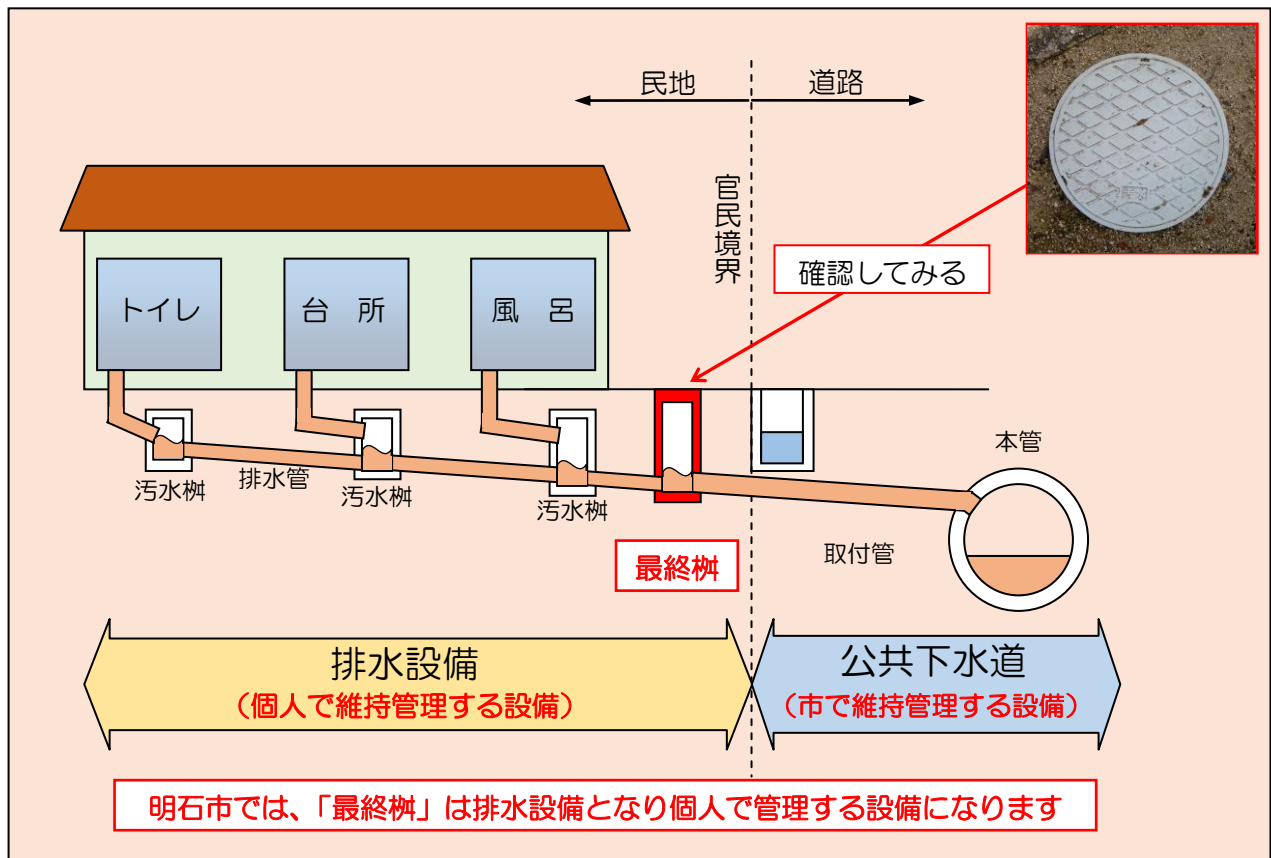 民地
道路
官民境界
確認してみる
トイレ
台 所
風 呂
本管
汚水桝
排水管
汚水桝
汚水桝
取付管
最終桝
排水設備
(個人で維持管理する設備)
公共下水道
(市で維持管理する設備)
明石市では、「最終桝」は排水設備となり個人で管理する設備になります